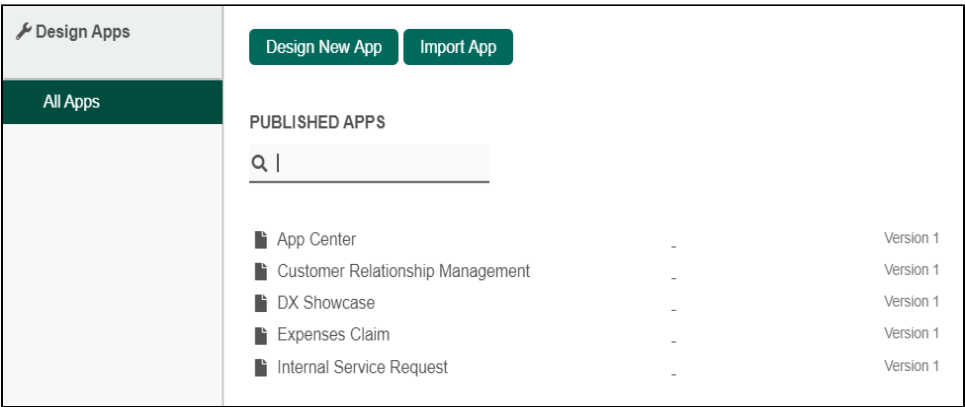 Design Apps
All Apps
Design New App Import App
PUBLISHED APPS
App Center - Version 1
Customer Relationship Management - Version 1
DX Showcase - Version 1
Expenses Claim - Version 1
Internal Service Request - Version 1